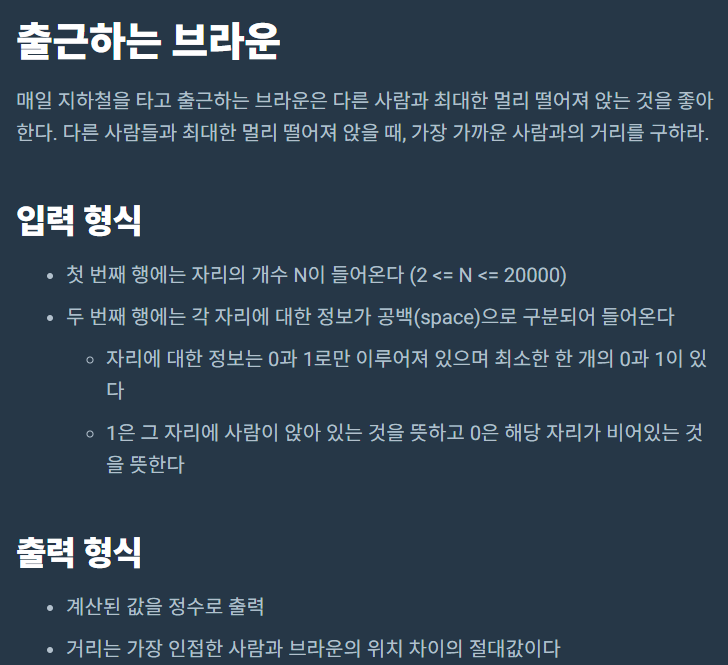 출근하는 브라운
매일 지하철을 타고 출근하는 브라운은 다른 사람과 최대한 멀리 떨어져 앉는 것을 좋아
한다. 다른 사람들과 최대한 멀리 떨어져 앉을 때, 가장 가까운 사람과의 거리를 구하라.
입력 형식
• 첫 번째 행에는 자리의 개수 N이 들어온다 (2 <= N <= 20000)
• 두 번째 행에는 각 자리에 대한 정보가 공백(space)으로 구분되어 들어온다
◦ 자리에 대한 정보는 0과 1로만 이루어져 있으며 최소한 한 개의 0과 1이 있
다
◦ 1은 그 자리에 사람이 앉아 있는 것을 뜻하고 0은 해당 자리가 비어있는 것
을 뜻한다
출력 형식
• 계산된 값을 정수로 출력
• 거리는 가장 인접한 사람과 브라운의 위치 차이의 절대값이다